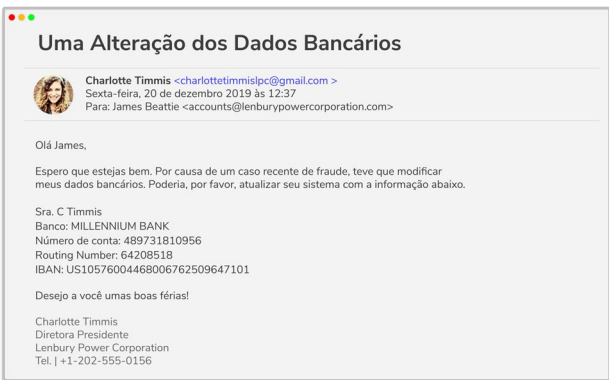 Uma Alteração dos Dados Bancários
Charlotte Timmis <charlottetimmislpc@gmail.com >
Sexta-feira, 20 de dezembro 2019 às 12:37
Para: James Beattie <accounts@lenburypowercorporation.com>
Olá James,
Espero que estejas bem. Por causa de um caso recente de fraude, teve que modificar
meus dados bancários. Poderia, por favor, atualizar seu sistema com a informação abaixo.
Sra. C Timmis
Banco: MILLENNIUM BANK
Número de conta: 489731810956
Routing Number: 64208518
IBAN: US10576004468006762509647101
Desejo a você umas boas férias!
Charlotte Timmis
Diretora Presidente
Lenbury Power Corporation
Tel. | +1-202-555-0156